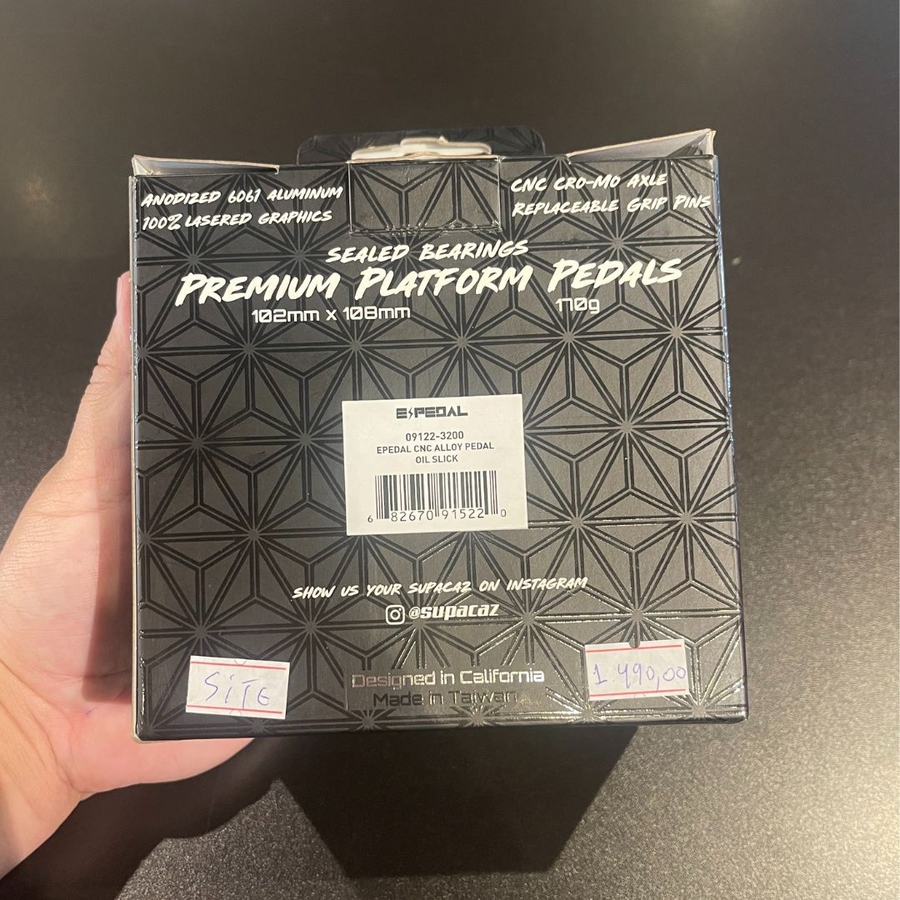 ANODIZED 6061 ALUMINUM
100% LASERED GRAPHICS
CNC CRO-MO AXLE
REPLACEABLE GRIP PINS
SEALED BEARINGS
PREMIUM PLATFORM PEDALS
102mm x 108mm
170g
E PEDAL
09122-3200
EPEDAL CNC ALLOY PEDAL
OIL SLICK
6 82670 91522 0
SHOW US YOUR SUPACAZ ON INSTAGRAM
@supacaz
SITE
Designed in California
Made in Taiwan
1.490,00